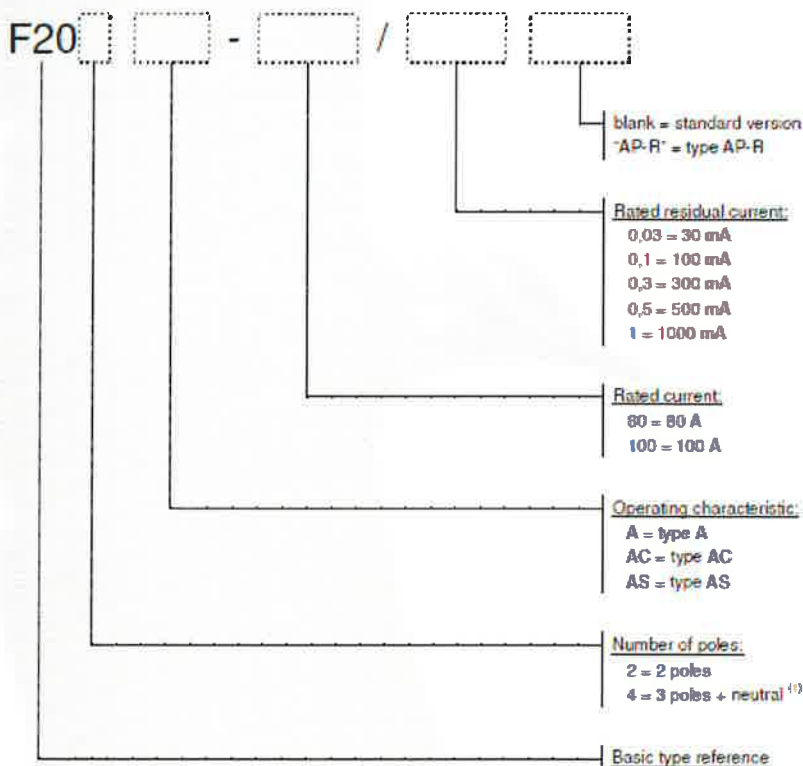 F20 - /
blank = standard version
"AP-R" = type AP-R
Rated residual current:
0,03 = 30 mA
0,1 = 100 mA
0,3 = 300 mA
0,5 = 500 mA
1 = 1000 mA
Rated current:
80 = 80 A
100 = 100 A
Operating characteristic:
A = type A
AC = type AC
AS = type AS
Number of poles:
2 = 2 poles
4 = 3 poles + neutral (1)
Basic type reference